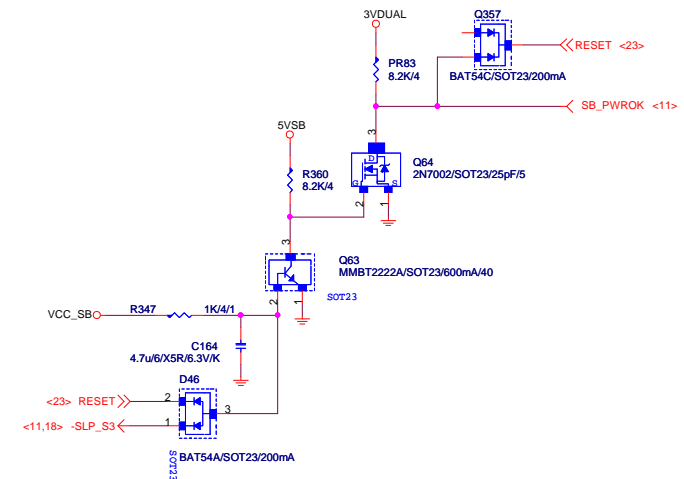 3VDUAL
Q357
RESET <23>
PR83
8.2K/4
BAT54C/SOT23/200mA
SB_PWROK <11>
5VSB
3
D
Q64
2N7002/SOT23/25pF/5
G
S
R360
8.2K/4
2
1
3
Q63
MMBT2222A/SOT23/600mA/40
SOT23
2
1
VCC_SB
R347
1K/4/1
C164
4.7u/6/X5R/6.3V/K
D46
<23> RESET
2
3
<11,18> -SLP_S3
1
BAT54A/SOT23/200mA
SOT23